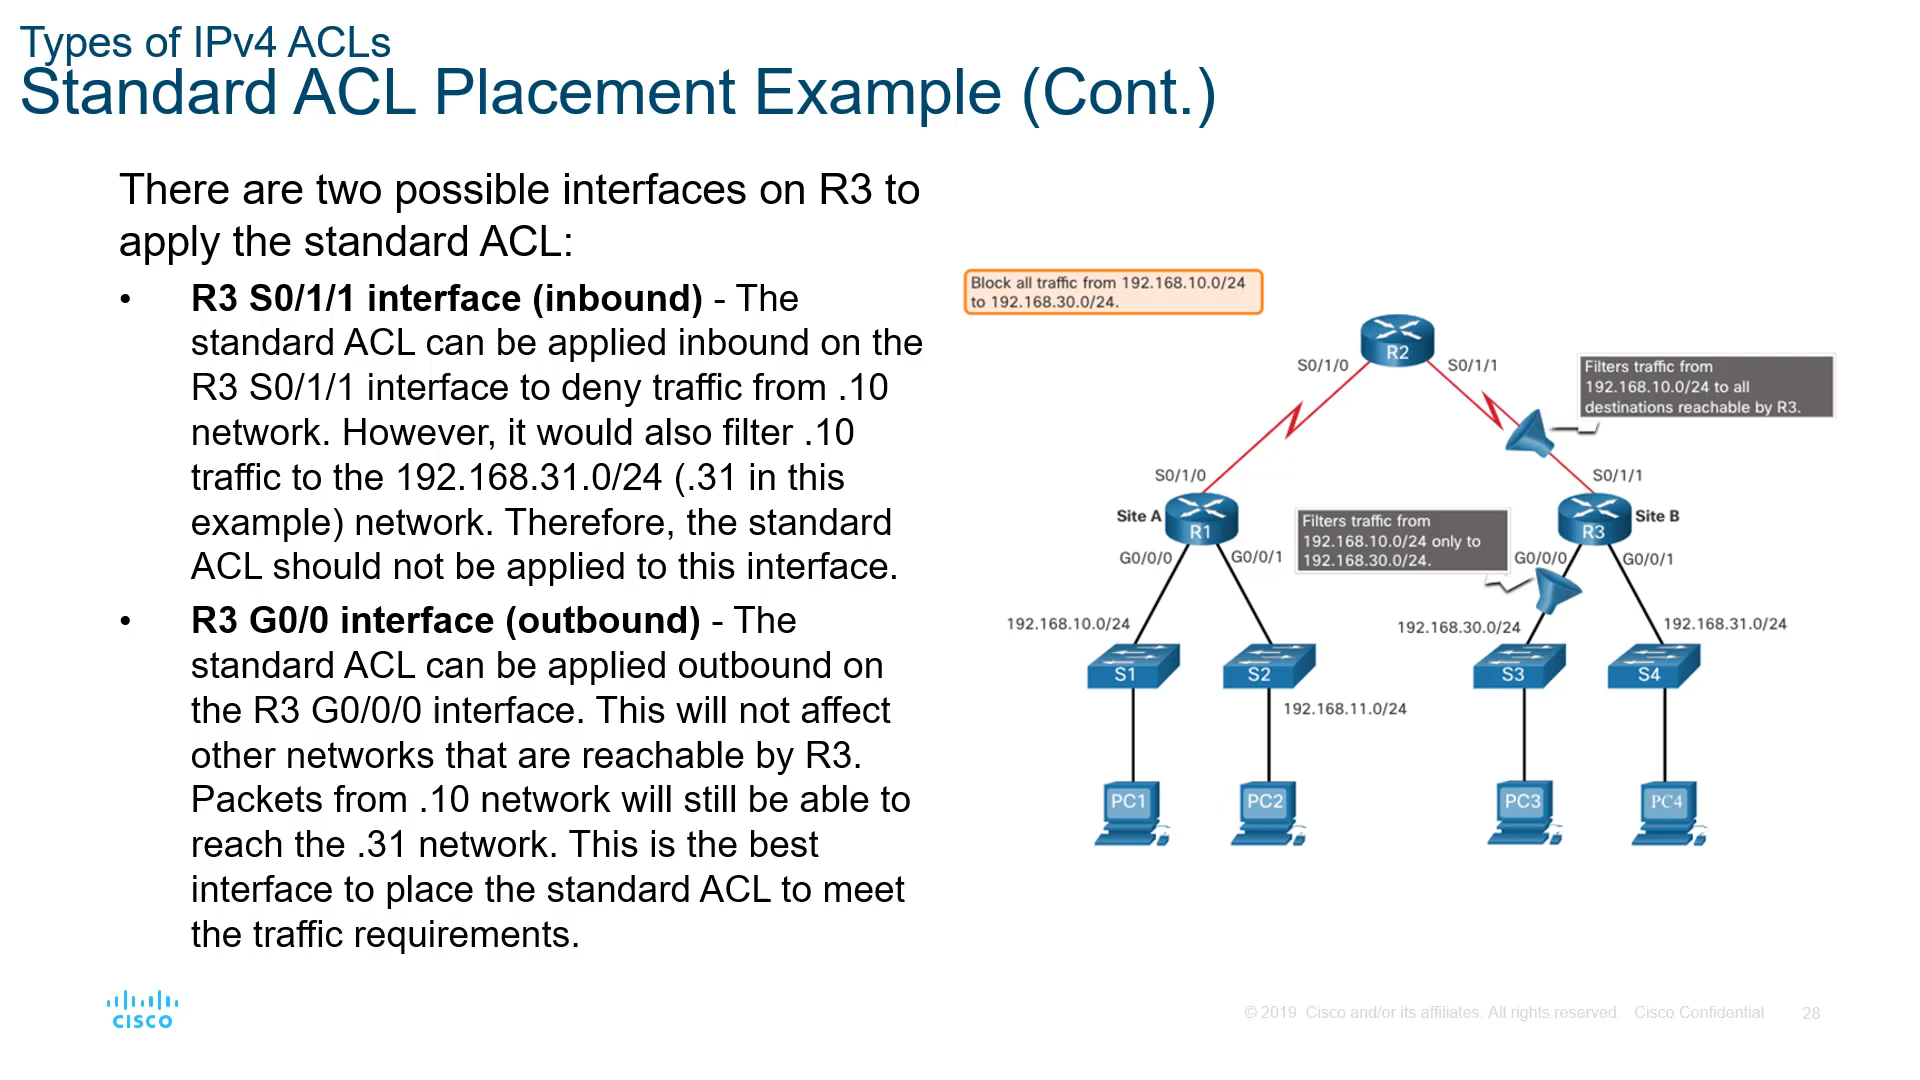 Types of IPv4 ACLs
Standard ACL Placement Example (Cont.)
There are two possible interfaces on R3 to
apply the standard ACL:
• R3 S0/1/1 interface (inbound) - The
standard ACL can be applied inbound on the
R3 S0/1/1 interface to deny traffic from .10
network. However, it would also filter .10
traffic to the 192.168.31.0/24 (.31 in this
example) network. Therefore, the standard
ACL should not be applied to this interface.
• R3 G0/0 interface (outbound) - The
standard ACL can be applied outbound on
the R3 G0/0/0 interface. This will not affect
other networks that are reachable by R3.
Packets from .10 network will still be able to
reach the .31 network. This is the best
interface to place the standard ACL to meet
the traffic requirements.
Block all traffic from 192.168.10.0/24
to 192.168.30.0/24.
R2
S0/1/0
S0/1/1
Filters traffic from
192.168.10.0/24 to all
destinations reachable by R3.
S0/1/0
S0/1/1
Site A
R1
Filters traffic from
192.168.10.0/24 only to
192.168.30.0/24.
R3
Site B
G0/0/0
G0/0/1
G0/0/0
G0/0/1
192.168.10.0/24
192.168.30.0/24
192.168.31.0/24
S1
S2
S3
S4
192.168.11.0/24
PC1
PC2
PC3
PC4
CISCO
© 2019 Cisco and/or its affiliates. All rights reserved. Cisco Confidential
28